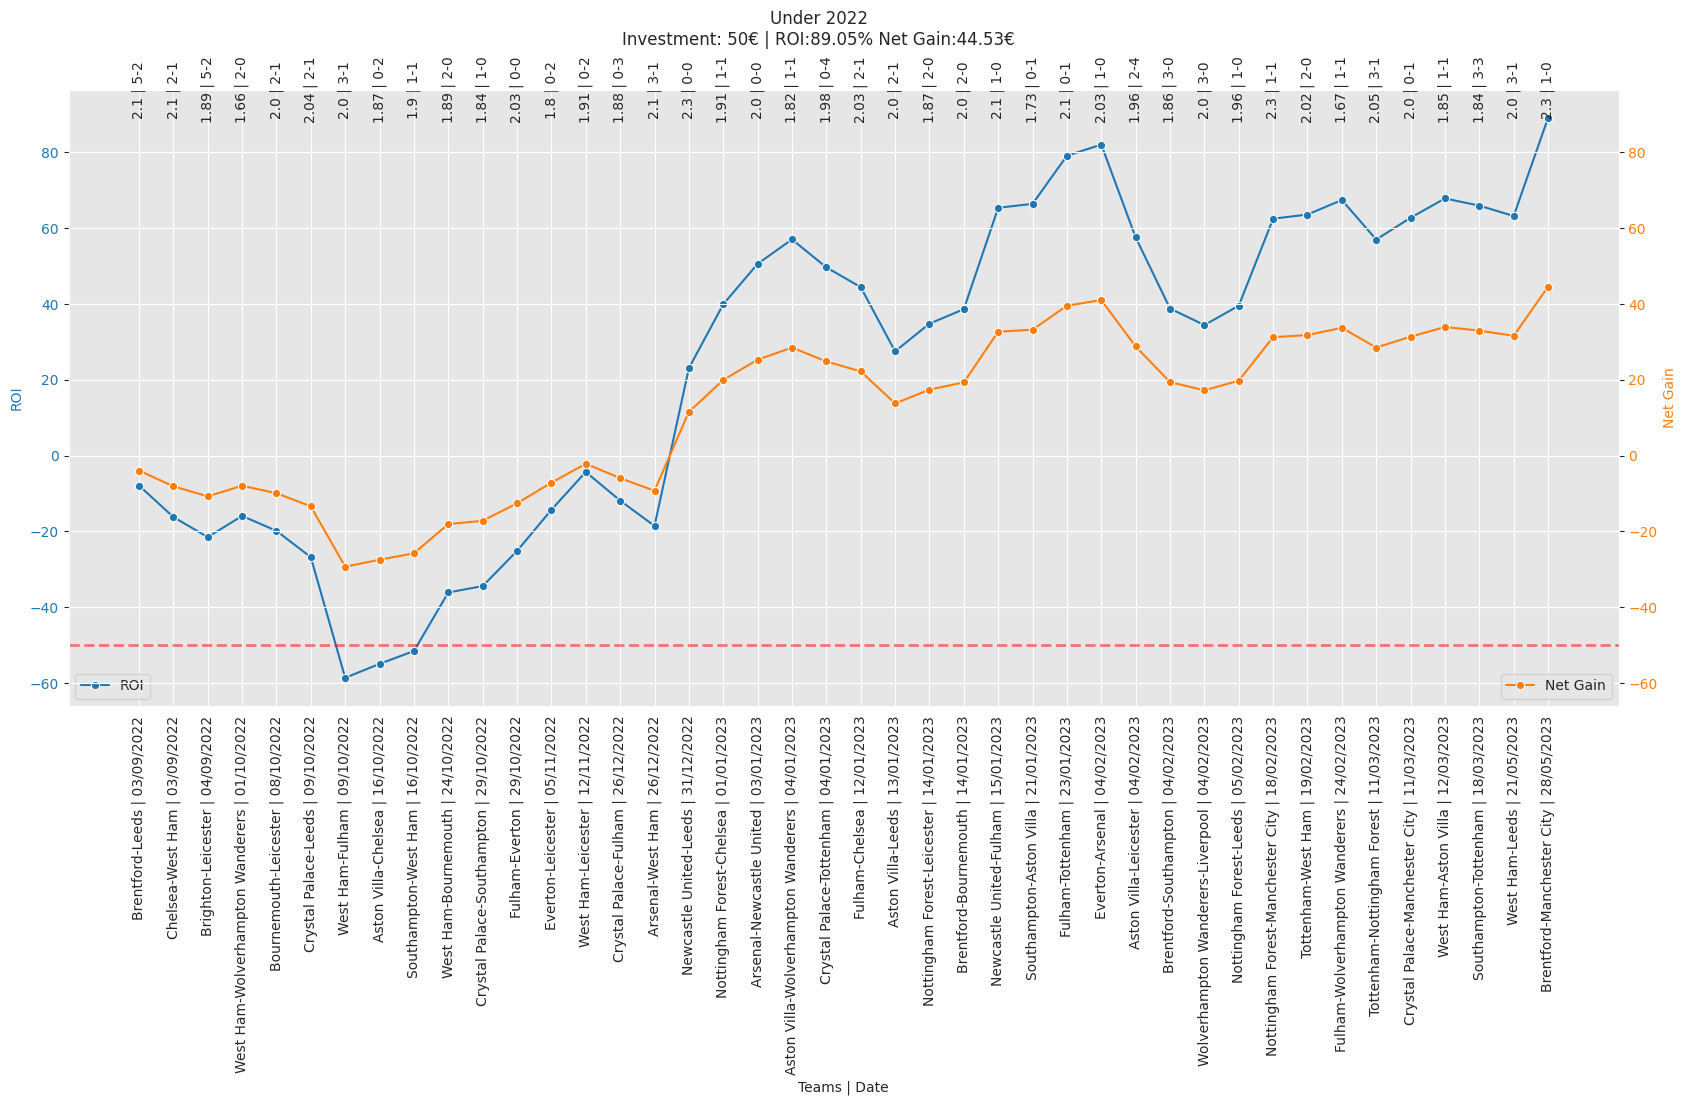 Under 2022
Investment: 50€ | ROI:89.05% Net Gain:44.53€
2.1 | 5-2
2.1 | 2-1
1.89 | 5-2
1.66 | 2-0
2.0 | 2-1
2.04 | 2-1
2.0 | 3-1
1.87 | 0-2
1.9 | 1-1
1.89 | 2-0
1.84 | 1-0
2.03 | 0-0
1.8 | 0-2
1.91 | 0-2
1.88 | 0-3
2.1 | 3-1
2.3 | 0-0
1.91 | 1-1
2.0 | 0-0
1.82 | 1-1
1.98 | 0-4
2.03 | 2-1
2.0 | 2-1
1.87 | 2-0
2.0 | 2-0
2.1 | 1-0
1.73 | 0-1
2.1 | 0-1
2.03 | 1-0
1.96 | 2-4
1.86 | 3-0
2.0 | 3-0
1.96 | 1-0
2.3 | 1-1
2.02 | 2-0
1.67 | 1-1
2.05 | 3-1
2.0 | 0-1
1.85 | 1-1
1.84 | 3-3
2.0 | 3-1
2.3 | 1-0
ROI
80
60
40
20
0
−20
−40
−60
80
60
40
20
0
−20
−40
−60
Net Gain
ROI
Net Gain
Brentford-Leeds | 03/09/2022
Chelsea-West Ham | 03/09/2022
Brighton-Leicester | 04/09/2022
West Ham-Wolverhampton Wanderers | 01/10/2022
Bournemouth-Leicester | 08/10/2022
Crystal Palace-Leeds | 09/10/2022
West Ham-Fulham | 09/10/2022
Aston Villa-Chelsea | 16/10/2022
Southampton-West Ham | 16/10/2022
West Ham-Bournemouth | 24/10/2022
Crystal Palace-Southampton | 29/10/2022
Fulham-Everton | 29/10/2022
Everton-Leicester | 05/11/2022
West Ham-Leicester | 12/11/2022
Crystal Palace-Fulham | 26/12/2022
Arsenal-West Ham | 26/12/2022
Newcastle United-Leeds | 31/12/2022
Nottingham Forest-Chelsea | 01/01/2023
Arsenal-Newcastle United | 03/01/2023
Aston Villa-Wolverhampton Wanderers | 04/01/2023
Crystal Palace-Tottenham | 04/01/2023
Fulham-Chelsea | 12/01/2023
Aston Villa-Leeds | 13/01/2023
Nottingham Forest-Leicester | 14/01/2023
Brentford-Bournemouth | 14/01/2023
Newcastle United-Fulham | 15/01/2023
Southampton-Aston Villa | 21/01/2023
Fulham-Tottenham | 23/01/2023
Everton-Arsenal | 04/02/2023
Aston Villa-Leicester | 04/02/2023
Brentford-Southampton | 04/02/2023
Wolverhampton Wanderers-Liverpool | 04/02/2023
Nottingham Forest-Leeds | 05/02/2023
Nottingham Forest-Manchester City | 18/02/2023
Tottenham-West Ham | 19/02/2023
Fulham-Wolverhampton Wanderers | 24/02/2023
Tottenham-Nottingham Forest | 11/03/2023
Crystal Palace-Manchester City | 11/03/2023
West Ham-Aston Villa | 12/03/2023
Southampton-Tottenham | 18/03/2023
West Ham-Leeds | 21/05/2023
Brentford-Manchester City | 28/05/2023
Teams | Date